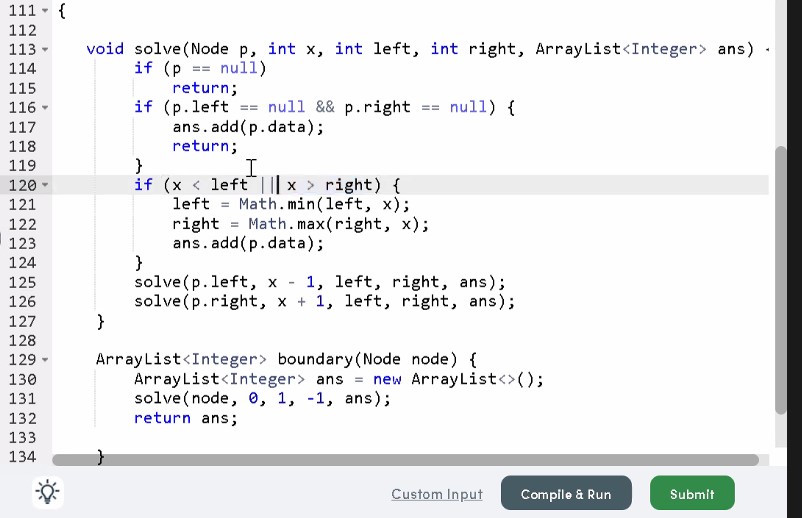 111 {
112
113 void solve(Node p, int x, int left, int right, ArrayList<Integer> ans)
114 if (p == null)
115 return;
116 if (p.left == null && p.right == null) {
117 ans.add(p.data);
118 return;
119 }
120 if (x < left || x > right) {
121 left = Math.min(left, x);
122 right = Math.max(right, x);
123 ans.add(p.data);
124 }
125 solve(p.left, x - 1, left, right, ans);
126 solve(p.right, x + 1, left, right, ans);
127 }
128
129 ArrayList<Integer> boundary(Node node) {
130 ArrayList<Integer> ans = new ArrayList<>();
131 solve(node, 0, 1, -1, ans);
132 return ans;
133
134 }
Custom Input Compile & Run Submit